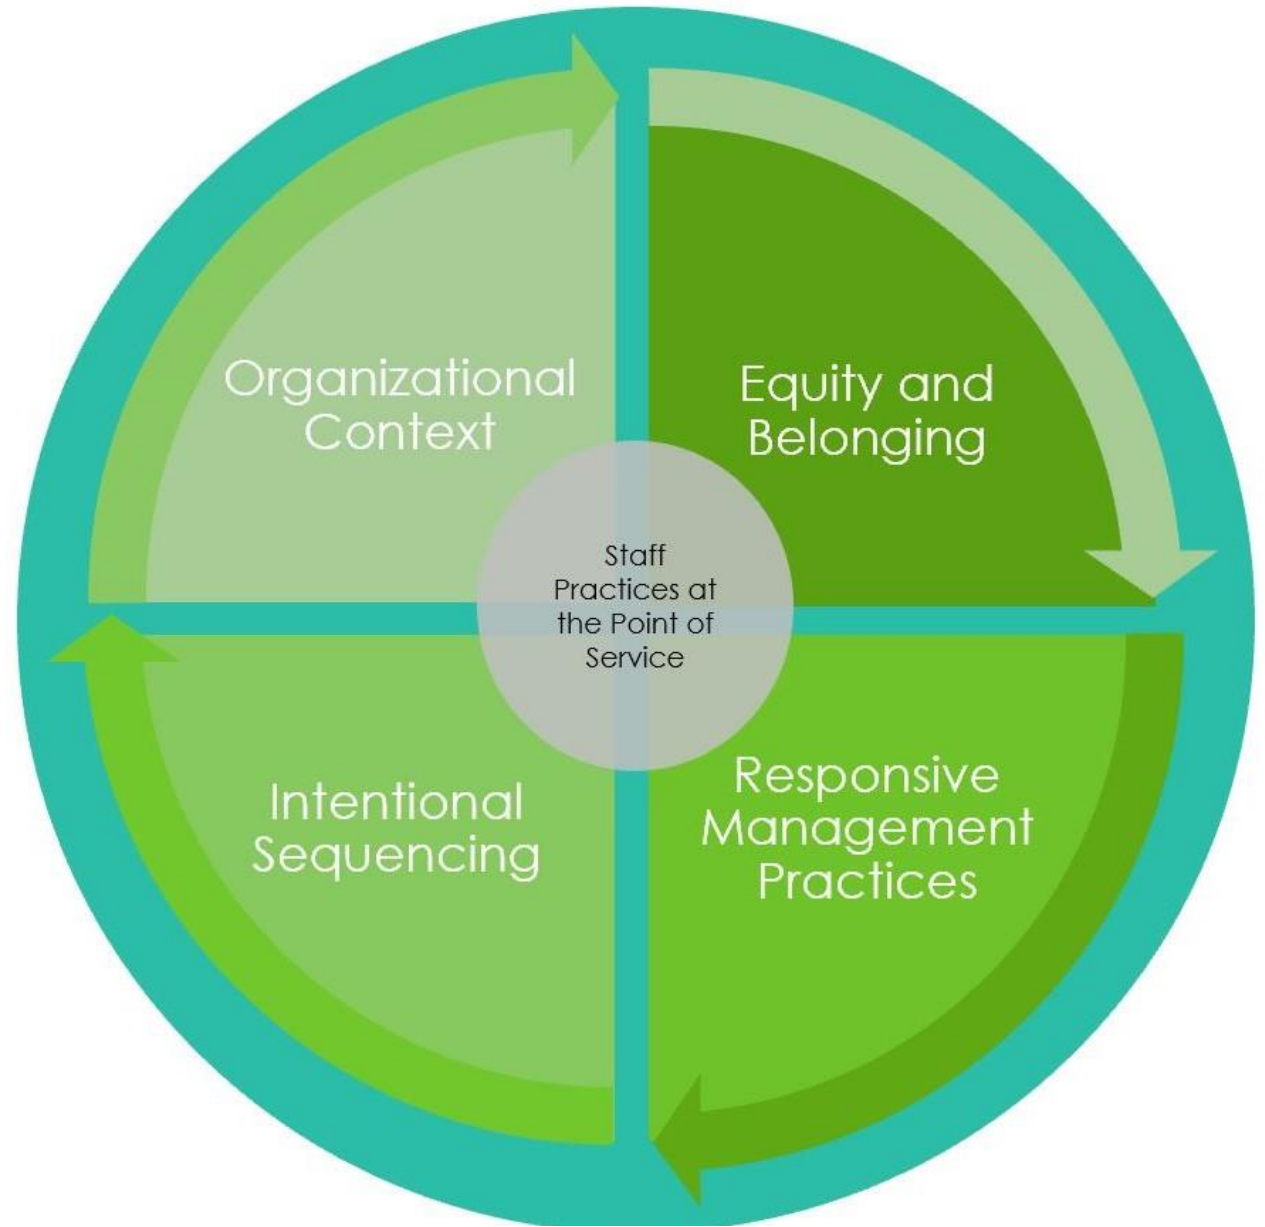 Organizational
Context
Equity and
Belonging
Staff
Practices at
the Point of
Service
Intentional
Sequencing
Responsive
Management
Practices